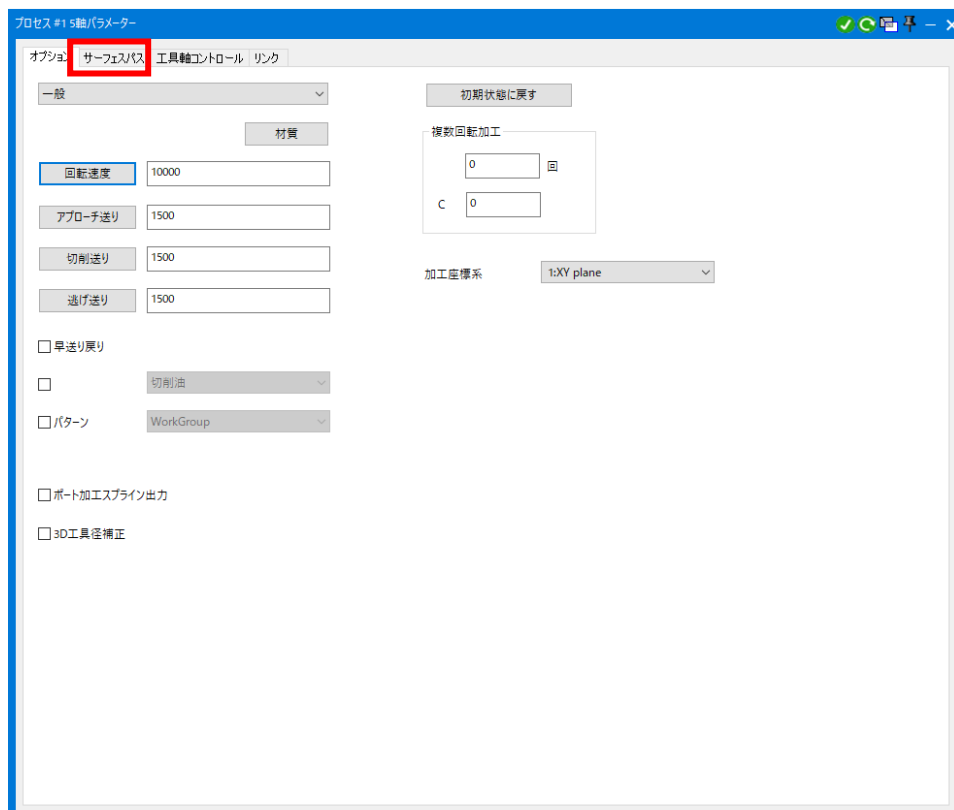 プロセス #1 5軸パラメーター
オプション サーフェスパス 工具軸コントロール リンク
一般
初期状態に戻す
材質
複数回転加工
回転速度 10000
0 回
アプローチ送り 1500
C 0
切削送り 1500
加工座標系 1:XY plane
逃げ送り 1500
早送り戻り
切削油
パターン WorkGroup
ポート加工スプライン出力
3D工具径補正